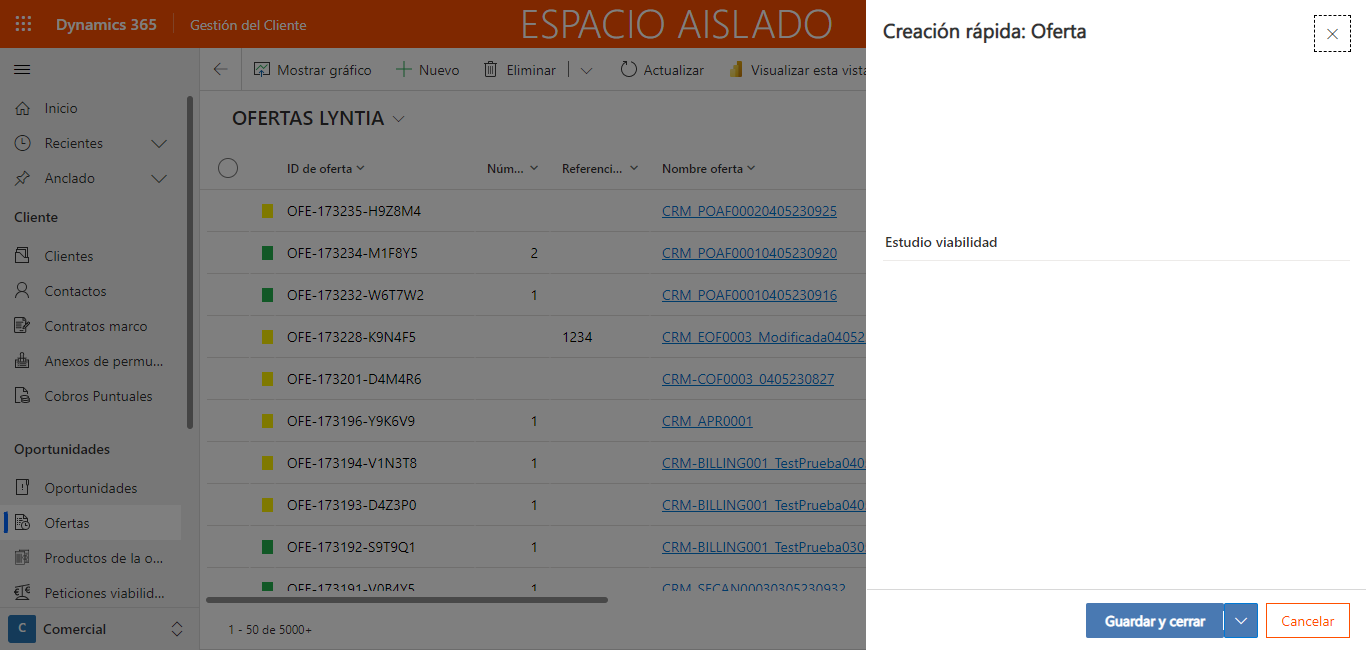 Dynamics 365
Gestión del Cliente
ESPACIO AISLADO
Inicio
Recientes
Anclado
Cliente
Clientes
Contactos
Contratos marco
Anexos de permu...
Cobros Puntuales
Oportunidades
Oportunidades
Ofertas
Productos de la o...
Peticiones viabilid...
C Comercial
Mostrar gráfico Nuevo Eliminar Actualizar Visualizar esta vista
OFERTAS LYNTIA
ID de oferta Núm... Referenci... Nombre oferta
OFE-173235-H9Z8M4 CRM_POAF00020405230925
OFE-173234-M1F8Y5 2 CRM_POAF00010405230920
OFE-173232-W6T7W2 1 CRM_POAF00010405230916
OFE-173228-K9N4F5 1234 CRM_EOF0003_Modificada04052
OFE-173201-D4M4R6 CRM-COF0003_0405230827
OFE-173196-Y9K6V9 1 CRM_APR0001
OFE-173194-V1N3T8 1 CRM-BILLING001_TestPrueba040
OFE-173193-D4Z3P0 1 CRM-BILLING001_TestPrueba040
OFE-173192-S9T9Q1 1 CRM-BILLING001_TestPrueba030
OFE-173191-V0B4Y5 1 CRM_SECAN00030305230932
1 - 50 de 5000+
Creación rápida: Oferta
Estudio viabilidad
Guardar y cerrar
Cancelar